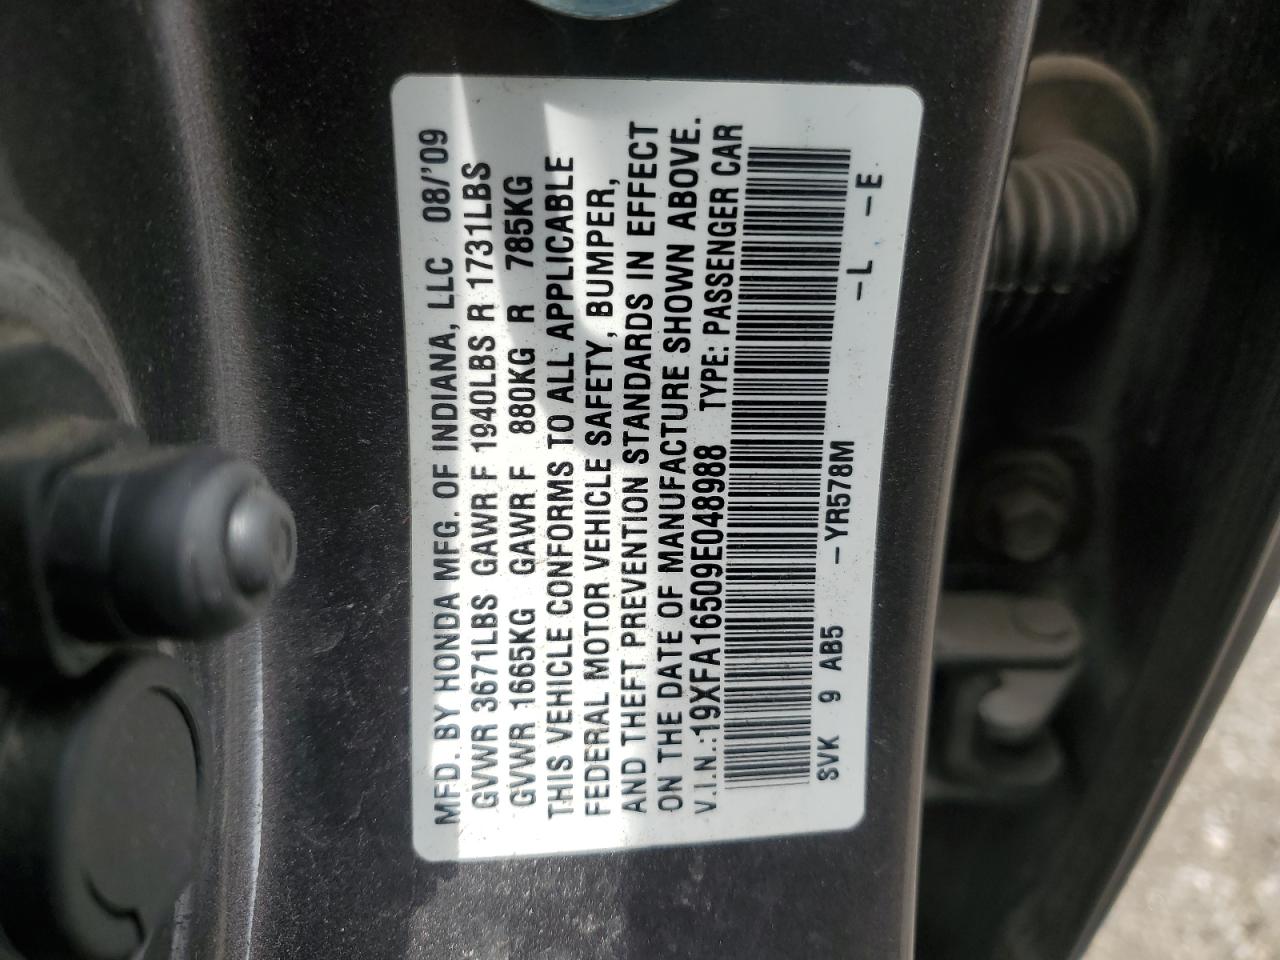 MFD. BY HONDA MFG. OF INDIANA, LLC 08/'09
GVWR 3671LBS GAWR F 1940LBS R 1731LBS
GVWR 1665KG GAWR F 880KG R 785KG
THIS VEHICLE CONFORMS TO ALL APPLICABLE
FEDERAL MOTOR VEHICLE SAFETY, BUMPER,
AND THEFT PREVENTION STANDARDS IN EFFECT
ON THE DATE OF MANUFACTURE SHOWN ABOVE.
V.I.N.:19XFA16509E048988 TYPE: PASSENGER CAR
SVK 9 AB5 -YR578M -L -E